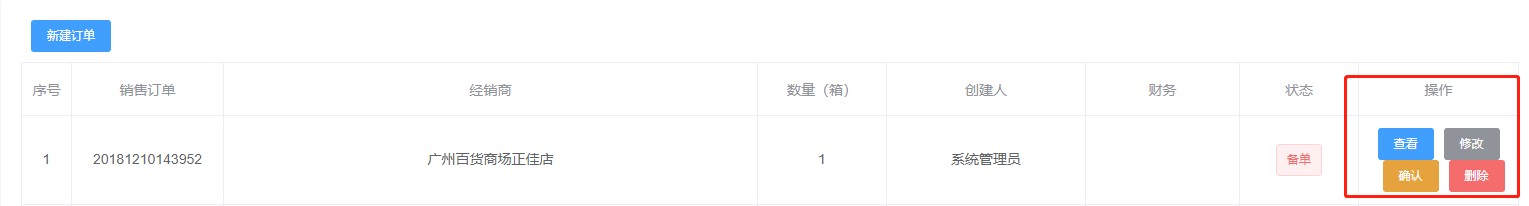 新建订单
序号 销售订单 经销商 数量（箱） 创建人 财务 状态 操作
1 20181210143952 广州百货商场正佳店 1 系统管理员 备单 查看 修改
确认 删除